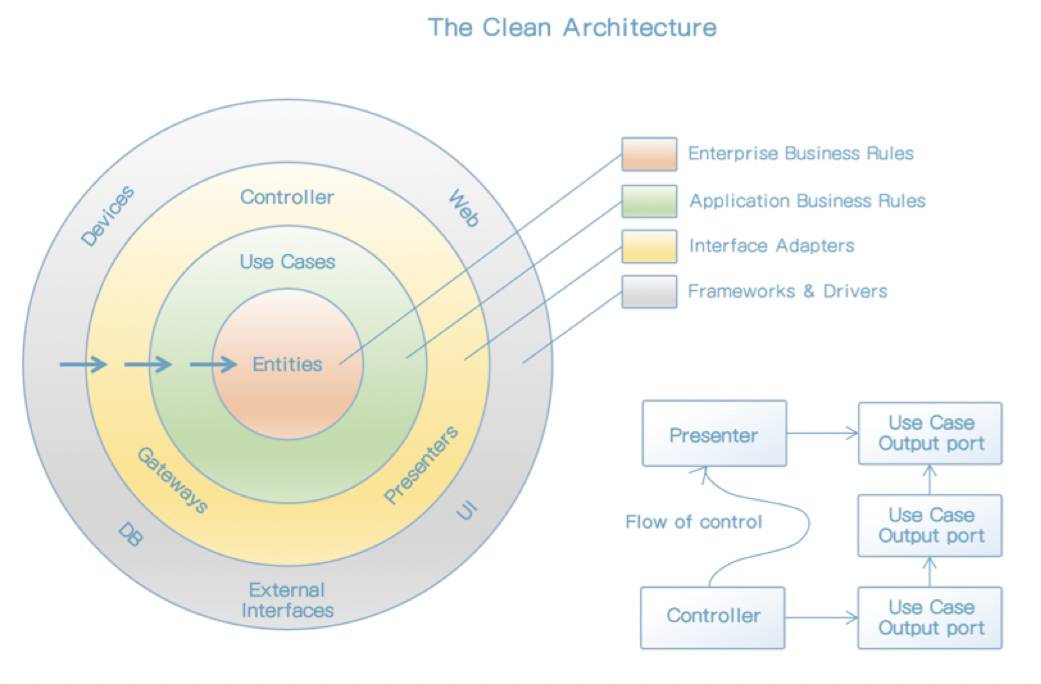 The Clean Architecture
Devices
Controller
Web
Use Cases
Entities
Gateways
Presenters
DB
UI
External
Interfaces
Enterprise Business Rules
Application Business Rules
Interface Adapters
Frameworks & Drivers
Presenter
Use Case
Output port
Flow of control
Use Case
Output port
Controller
Use Case
Output port